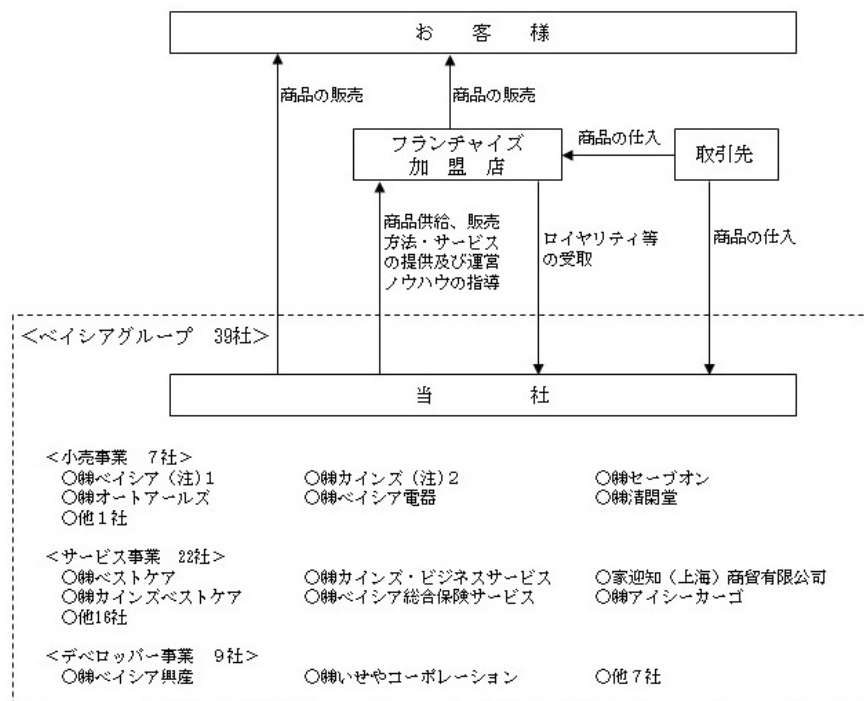 お 客 様
商品の販売
商品の販売
フランチャイズ
加 盟 店
商品の仕入
取引先
商品供給、販売
方法・サービス
の提供及び運営
ノウハウの指導
ロイヤリティ等
の受取
商品の仕入
＜ベイシアグループ 39社＞
当 社
＜小売事業 7社＞
○㈱ベイシア（注）1 ○㈱カインズ（注）2 ○㈱セーブオン
○㈱オートアールズ ○㈱ベイシア電器 ○㈱清閑堂
○他1社
＜サービス事業 22社＞
○㈱ベストケア ○㈱カインズ・ビジネスサービス ○家迎知（上海）商貿有限公司
○㈱カインズベストケア ○㈱ベイシア総合保険サービス ○㈱アイシーカーゴ
○他16社
＜デベロッパー事業 9社＞
○㈱ベイシア興産 ○㈱いせやコーポレーション ○他7社